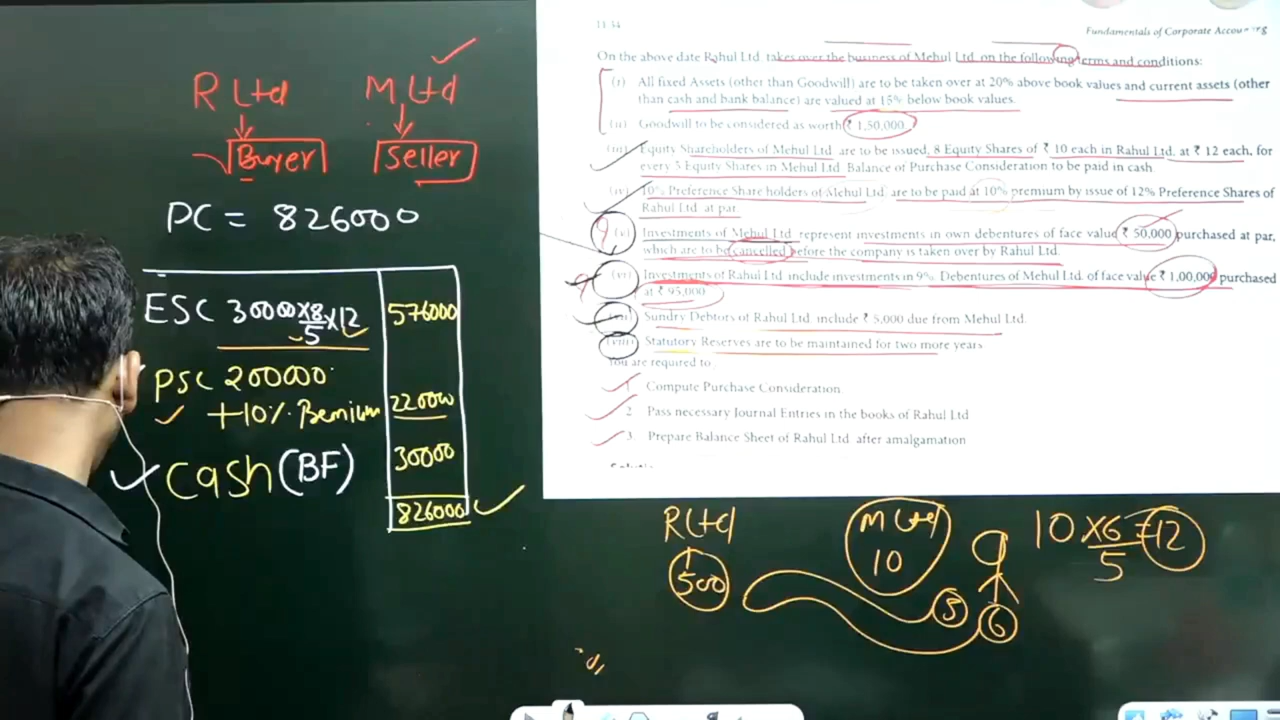 R Ltd
M Ltd
Buyer
Seller
PC = 826000
ESC 30000 × 8/5 × 12 576000
PSC 200000
+10% Premium 220000
Cash (BF) 30000
826000
11.34
Fundamentals of Corporate Accounting
On the above date Rahul Ltd. takes over the business of Mehul Ltd. on the following terms and conditions:
(i) All fixed Assets (other than Goodwill) are to be taken over at 20% above book values and current assets (other
than cash and bank balance) are valued at 15% below book values.
(ii) Goodwill to be considered as worth ₹ 1,50,000.
(iii) Equity Shareholders of Mehul Ltd. are to be issued, 8 Equity Shares of ₹ 10 each in Rahul Ltd. at ₹ 12 each, for
every 5 Equity Shares in Mehul Ltd. Balance of Purchase Consideration to be paid in cash.
(iv) 10% Preference Share holders of Mehul Ltd. are to be paid at 10% premium by issue of 12% Preference Shares of
Rahul Ltd. at par.
(v) Investments of Mehul Ltd. represent investments in own debentures of face value ₹ 50,000 purchased at par,
which are to be cancelled before the company is taken over by Rahul Ltd.
(vi) Investments of Rahul Ltd. include investments in 9% Debentures of Mehul Ltd. of face value ₹ 1,00,000 purchased
at ₹ 95,000.
(vii) Sundry Debtors of Rahul Ltd. include ₹ 5,000 due from Mehul Ltd.
(viii) Statutory Reserves are to be maintained for two more years.
You are required to
1. Compute Purchase Consideration.
2. Pass necessary Journal Entries in the books of Rahul Ltd.
3. Prepare Balance Sheet of Rahul Ltd. after amalgamation
R Ltd
500
M Ltd
10
5
6
10 × 6/5 = 12